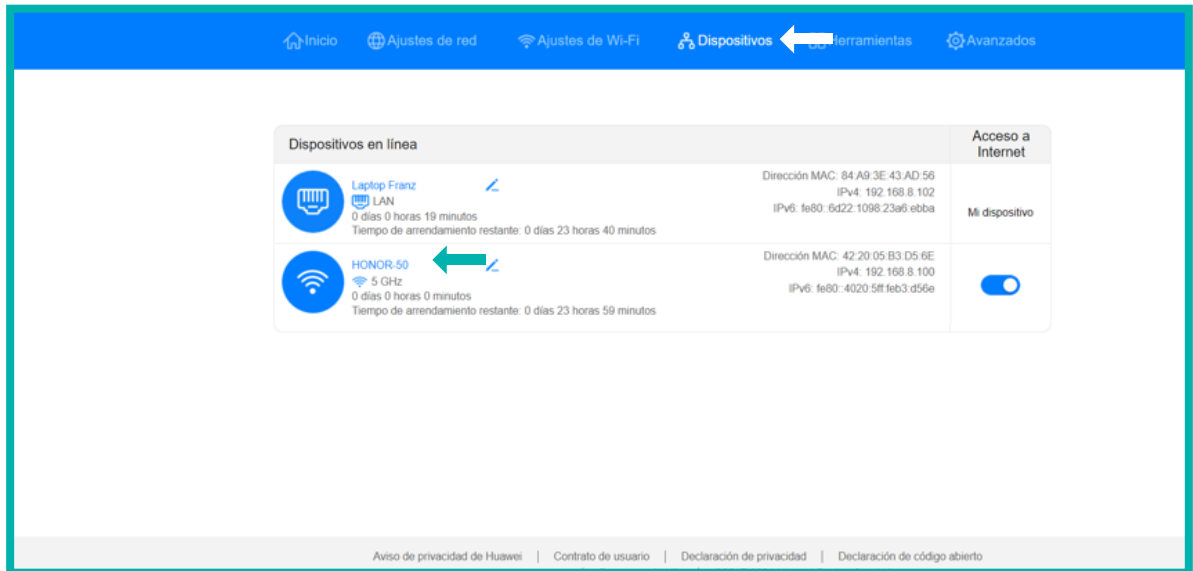 Inicio Ajustes de red Ajustes de Wi-Fi Dispositivos Herramientas Avanzados
Dispositivos en línea
Acceso a
Internet
Laptop Franz
LAN
0 días 0 horas 19 minutos
Tiempo de arrendamiento restante: 0 días 23 horas 40 minutos
Dirección MAC: 84:A9:3E:43:AD:56
IPv4: 192.168.8.102
IPv6: fe80::6d22:1098:23a6:ebba
Mi dispositivo
HONOR-50
5 GHz
0 días 0 horas 0 minutos
Tiempo de arrendamiento restante: 0 días 23 horas 59 minutos
Dirección MAC: 42:20:05:B3:D5:6E
IPv4: 192.168.8.100
IPv6: fe80::4020:5ff:feb3:d56e
Aviso de privacidad de Huawei | Contrato de usuario | Declaración de privacidad | Declaración de código abierto